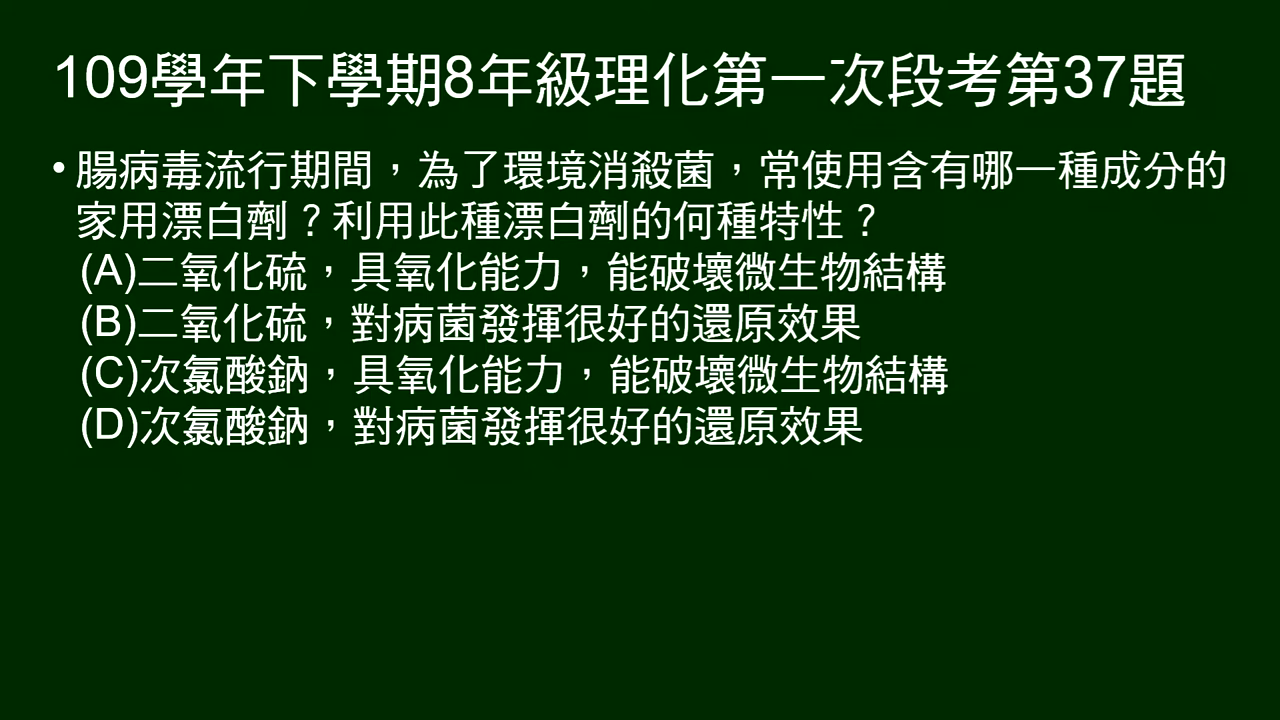 109學年下學期8年級理化第一次段考第37題
•腸病毒流行期間，為了環境消殺菌，常使用含有哪一種成分的
家用漂白劑？利用此種漂白劑的何種特性？
(A)二氧化硫，具氧化能力，能破壞微生物結構
(B)二氧化硫，對病菌發揮很好的還原效果
(C)次氯酸鈉，具氧化能力，能破壞微生物結構
(D)次氯酸鈉，對病菌發揮很好的還原效果